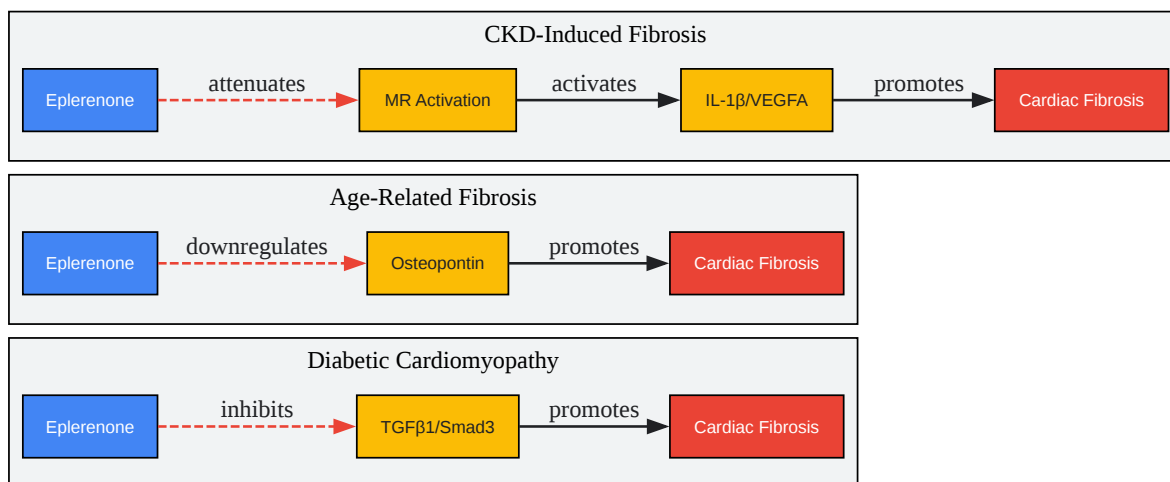 CKD-Induced Fibrosis
Eplerenone attenuates MR Activation activates IL-1β/VEGFA promotes Cardiac Fibrosis
Age-Related Fibrosis
Eplerenone downregulates Osteopontin promotes Cardiac Fibrosis
Diabetic Cardiomyopathy
Eplerenone inhibits TGFβ1/Smad3 promotes Cardiac Fibrosis